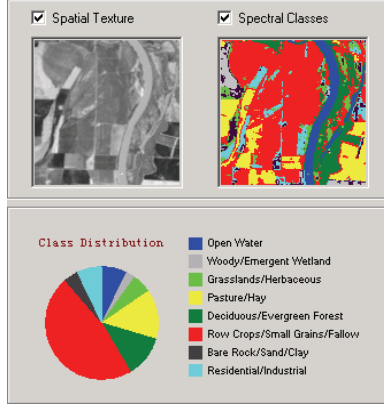 Spatial Texture
Spectral Classes
Class Distribution
Open Water
Woody/Emergent Wetland
Grasslands/Herbaceous
Pasture/Hay
Deciduous/Evergreen Forest
Row Crops/Small Grains/Fallow
Bare Rock/Sand/Clay
Residential/Industrial